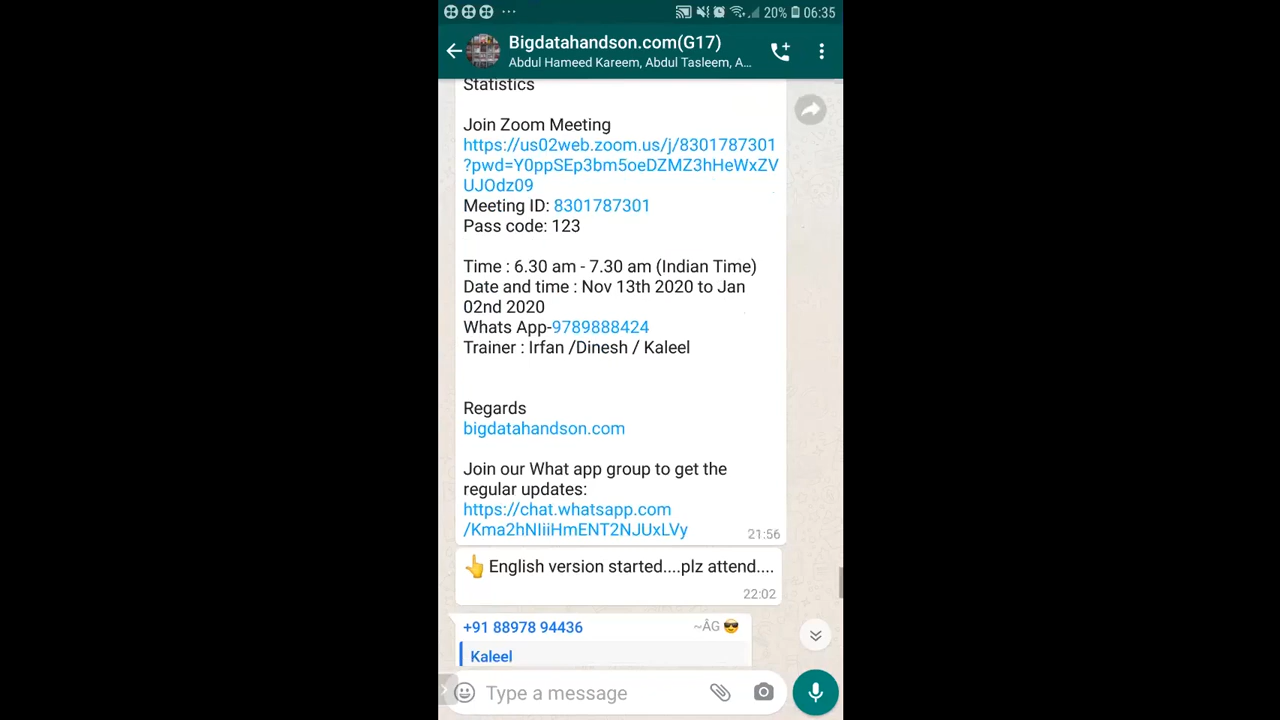 20% 06:35
Bigdatahandson.com(G17)
Abdul Hameed Kareem, Abdul Tasleem, A...
Statistics
Join Zoom Meeting
https://us02web.zoom.us/j/8301787301
?pwd=Y0ppSEp3bm5oeDZMZ3hHeWxZV
UJOdz09
Meeting ID: 8301787301
Pass code: 123
Time : 6.30 am - 7.30 am (Indian Time)
Date and time : Nov 13th 2020 to Jan
02nd 2020
Whats App-9789888424
Trainer : Irfan /Dinesh / Kaleel
Regards
bigdatahandson.com
Join our What app group to get the
regular updates:
https://chat.whatsapp.com
/Kma2hNIiiHmENT2NJUxLVy
21:56
👆English version started....plz attend....
22:02
+91 88978 94436 ~ÂG 😎
Kaleel
Type a message